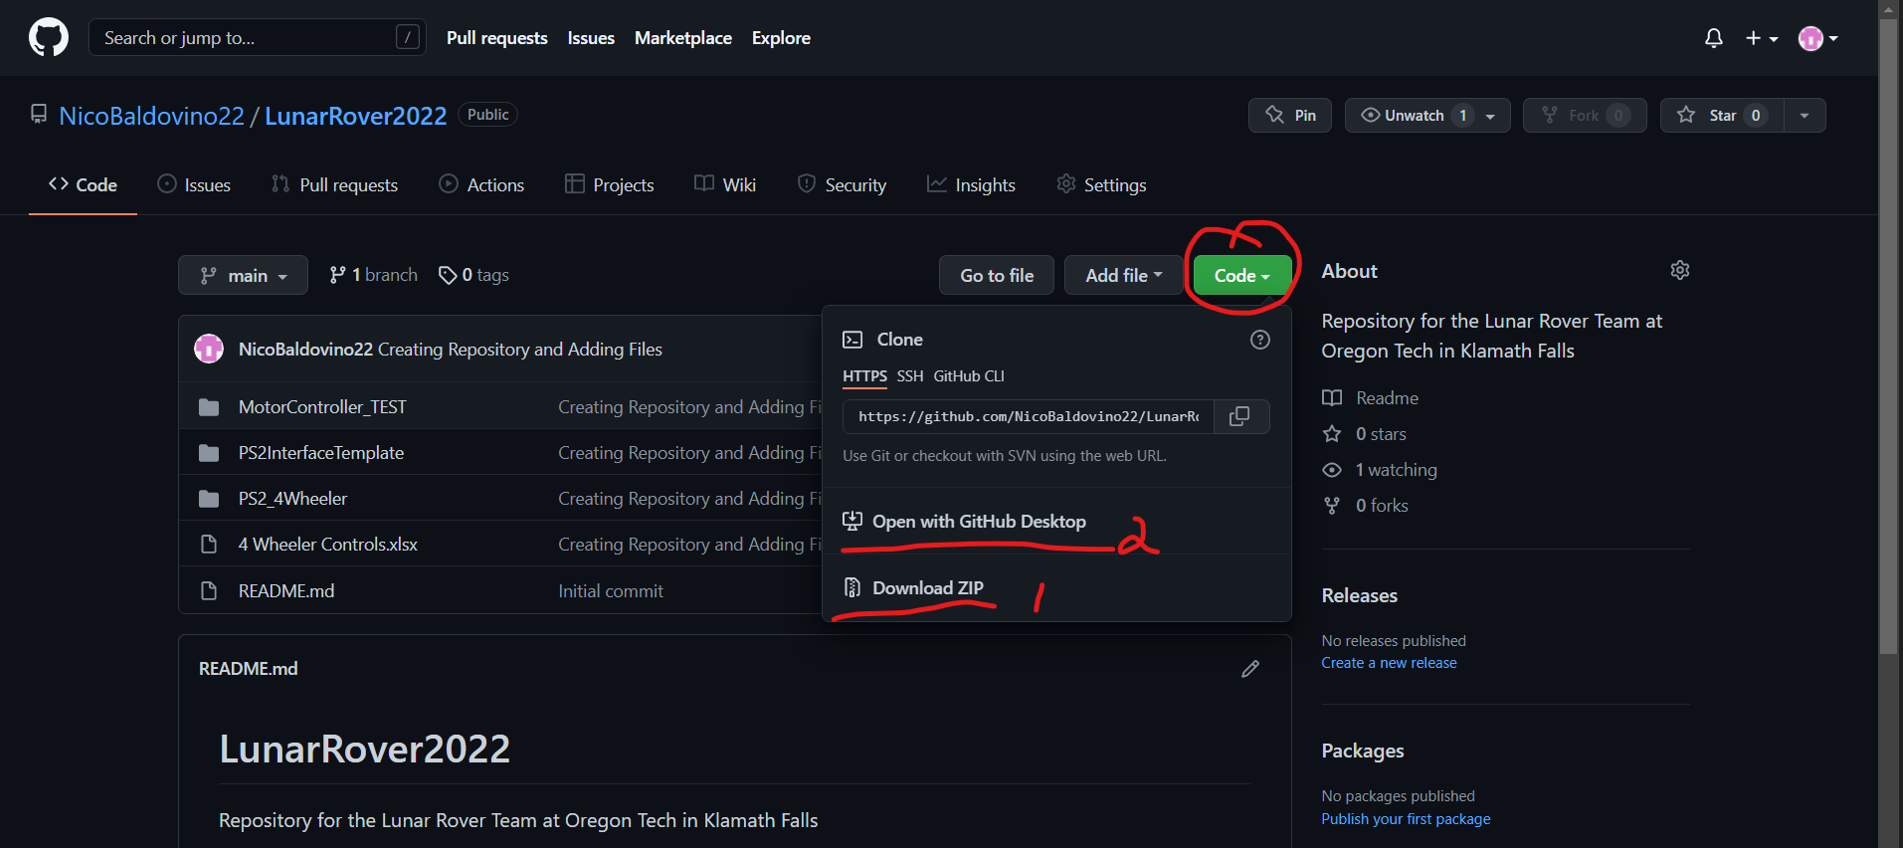 Search or jump to... /
Pull requests Issues Marketplace Explore
NicoBaldovino22 / LunarRover2022 Public
Pin Unwatch 1 Fork 0 Star 0
Code Issues Pull requests Actions Projects Wiki Security Insights Settings
main 1 branch 0 tags
Go to file Add file Code
NicoBaldovino22 Creating Repository and Adding Files
MotorController_TEST Creating Repository and Adding Fi
PS2InterfaceTemplate Creating Repository and Adding Fi
PS2_4Wheeler Creating Repository and Adding Fi
4 Wheeler Controls.xlsx Creating Repository and Adding Fi
README.md Initial commit
Clone ?
HTTPS SSH GitHub CLI
https://github.com/NicoBaldovino22/LunarRo
Use Git or checkout with SVN using the web URL.
Open with GitHub Desktop 2
Download ZIP 1
README.md
LunarRover2022
Repository for the Lunar Rover Team at Oregon Tech in Klamath Falls
About
Repository for the Lunar Rover Team at
Oregon Tech in Klamath Falls
Readme
0 stars
1 watching
0 forks
Releases
No releases published
Create a new release
Packages
No packages published
Publish your first package